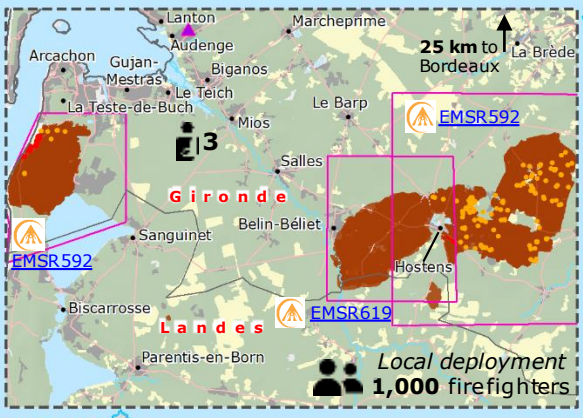 Lanton
Marcheprime
Audenge
25 km to
Bordeaux
La Brède
Arcachon
Gujan-
Mestras
Biganos
Le Teich
La Teste-de-Buch
Le Barp
EMSR592
Mios
3
Salles
Gironde
Belin-Béliet
Sanguinet
EMSR592
Hostens
Biscarrosse
EMSR619
Landes
Parentis-en-Born
Local deployment
1,000 firefighters